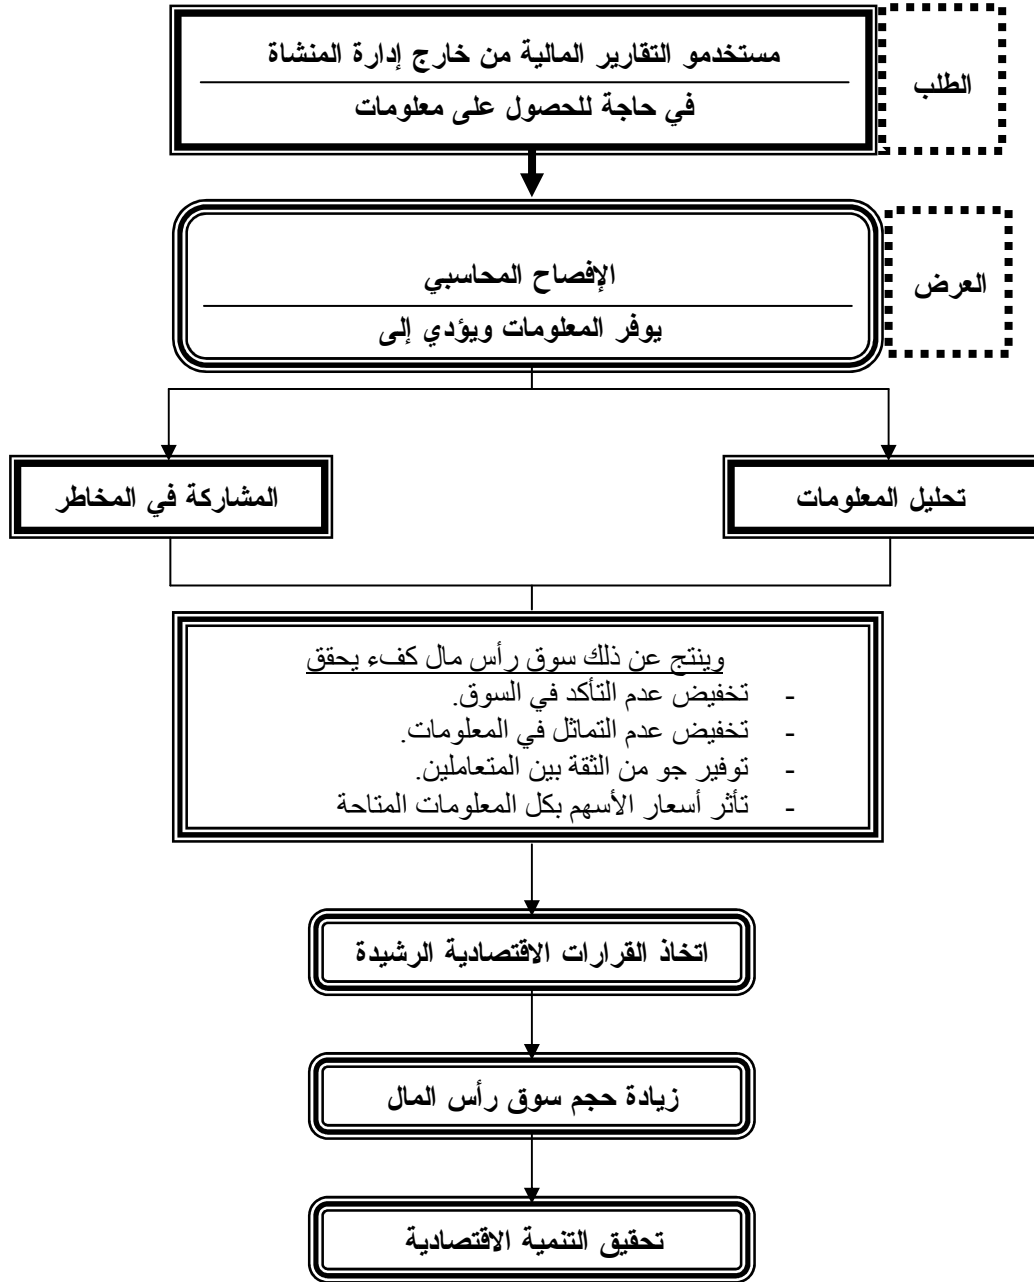 مستخدمو التقارير المالية من خارج إدارة المنشاة
في حاجة للحصول على معلومات
الطلب
الإفصاح المحاسبي
يوفر المعلومات ويؤدي إلى
العرض
تحليل المعلومات
المشاركة في المخاطر
وينتج عن ذلك سوق رأس مال كفء يحقق
- تخفيض عدم التأكد في السوق.
- تخفيض عدم التماثل في المعلومات.
- توفير جو من الثقة بين المتعاملين.
- تأثر أسعار الأسهم بكل المعلومات المتاحة
اتخاذ القرارات الاقتصادية الرشيدة
زيادة حجم سوق رأس المال
تحقيق التنمية الاقتصادية